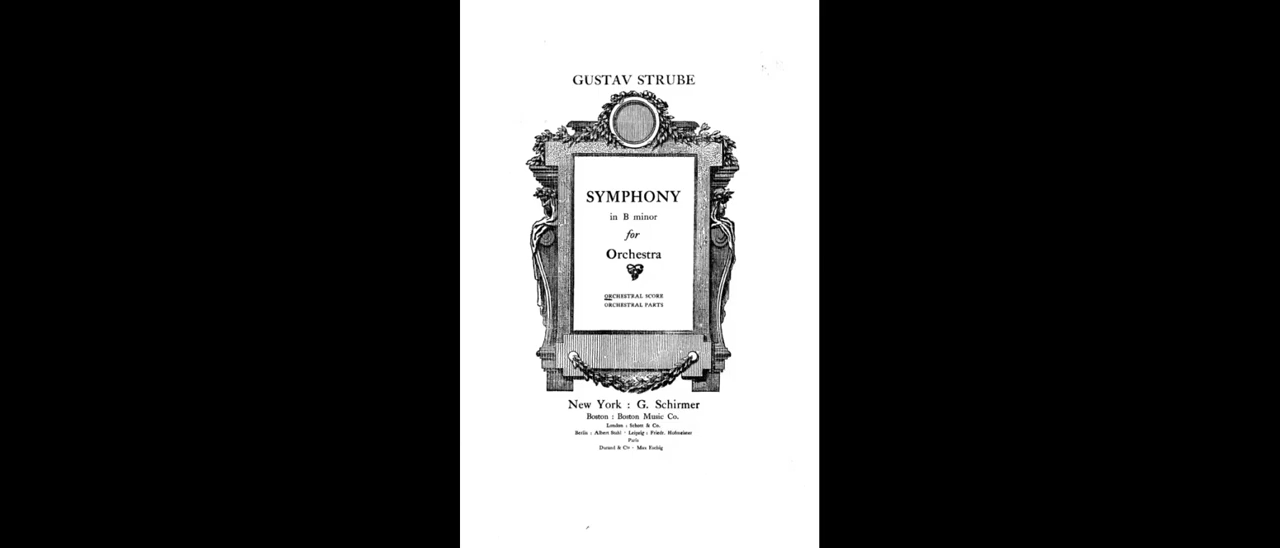 GUSTAV STRUBE
SYMPHONY
in B minor
for
Orchestra
ORCHESTRAL SCORE
ORCHESTRAL PARTS
New York : G. Schirmer
Boston : Boston Music Co.
London : Schott & Co.
Berlin : Albert Stahl · Leipzig : Friedr. Hofmeister
Paris
Durand & Cie · Max Eschig